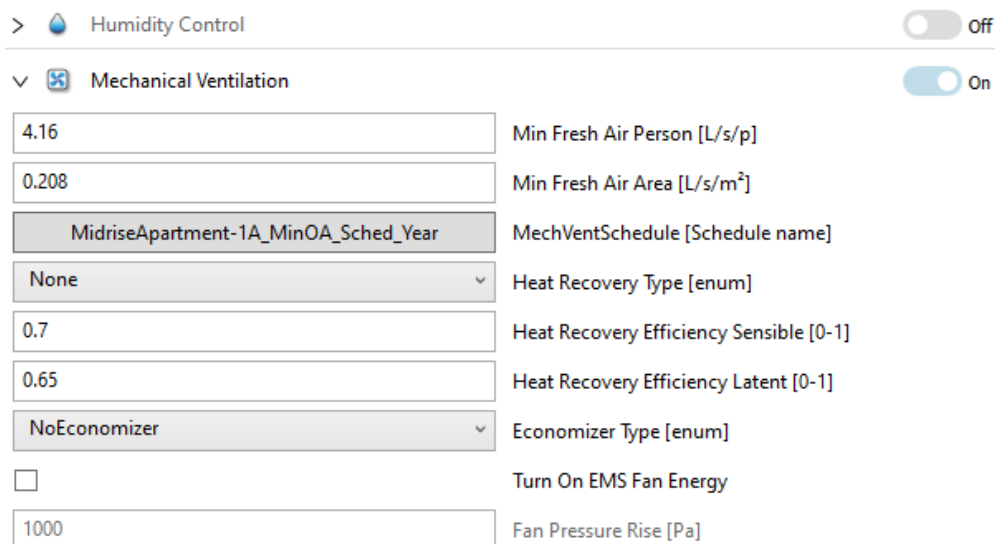 Humidity Control Off
Mechanical Ventilation On
4.16 Min Fresh Air Person [L/s/p]
0.208 Min Fresh Air Area [L/s/m²]
MidriseApartment-1A_MinOA_Sched_Year MechVentSchedule [Schedule name]
None Heat Recovery Type [enum]
0.7 Heat Recovery Efficiency Sensible [0-1]
0.65 Heat Recovery Efficiency Latent [0-1]
NoEconomizer Economizer Type [enum]
Turn On EMS Fan Energy
1000 Fan Pressure Rise [Pa]